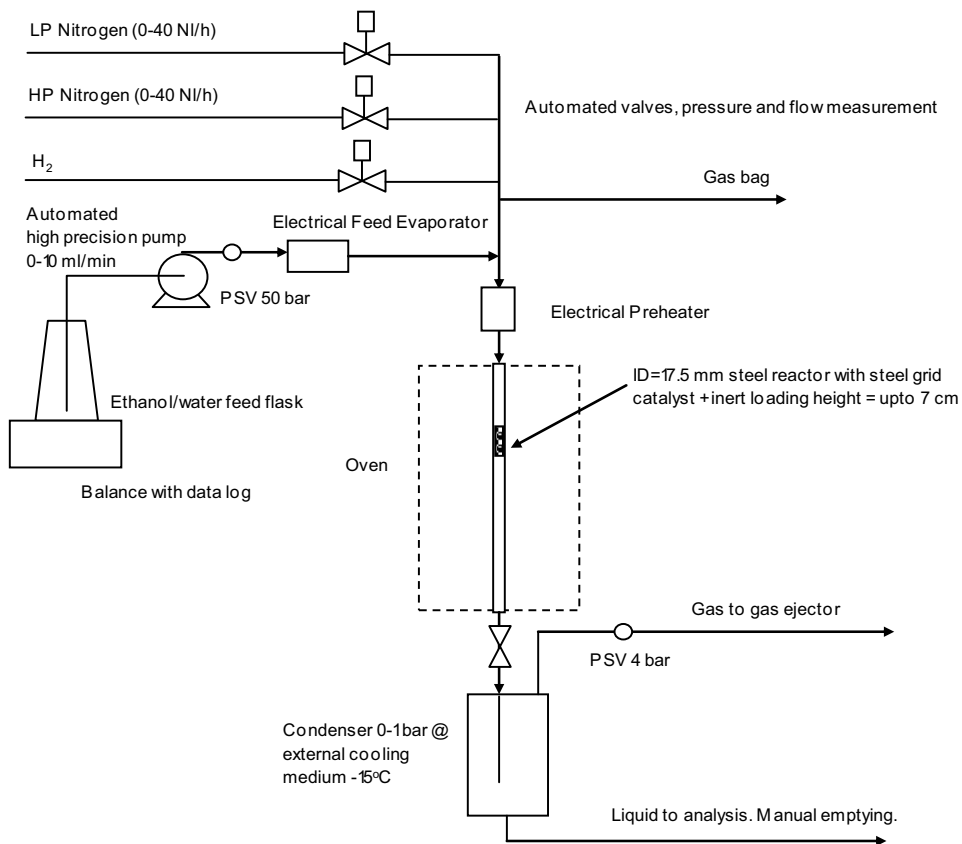 LP Nitrogen (0-40 Nl/h)
HP Nitrogen (0-40 Nl/h)
Automated valves, pressure and flow measurement
H2
Gas bag
Automated
high precision pump
0-10 ml/min
Electrical Feed Evaporator
PSV 50 bar
Electrical Preheater
ID=17.5 mm steel reactor with steel grid
catalyst +inert loading height = upto 7 cm
Ethanol/water feed flask
Oven
Balance with data log
Gas to gas ejector
PSV 4 bar
Condenser 0-1bar @
external cooling
medium -15ºC
Liquid to analysis. Manual emptying.